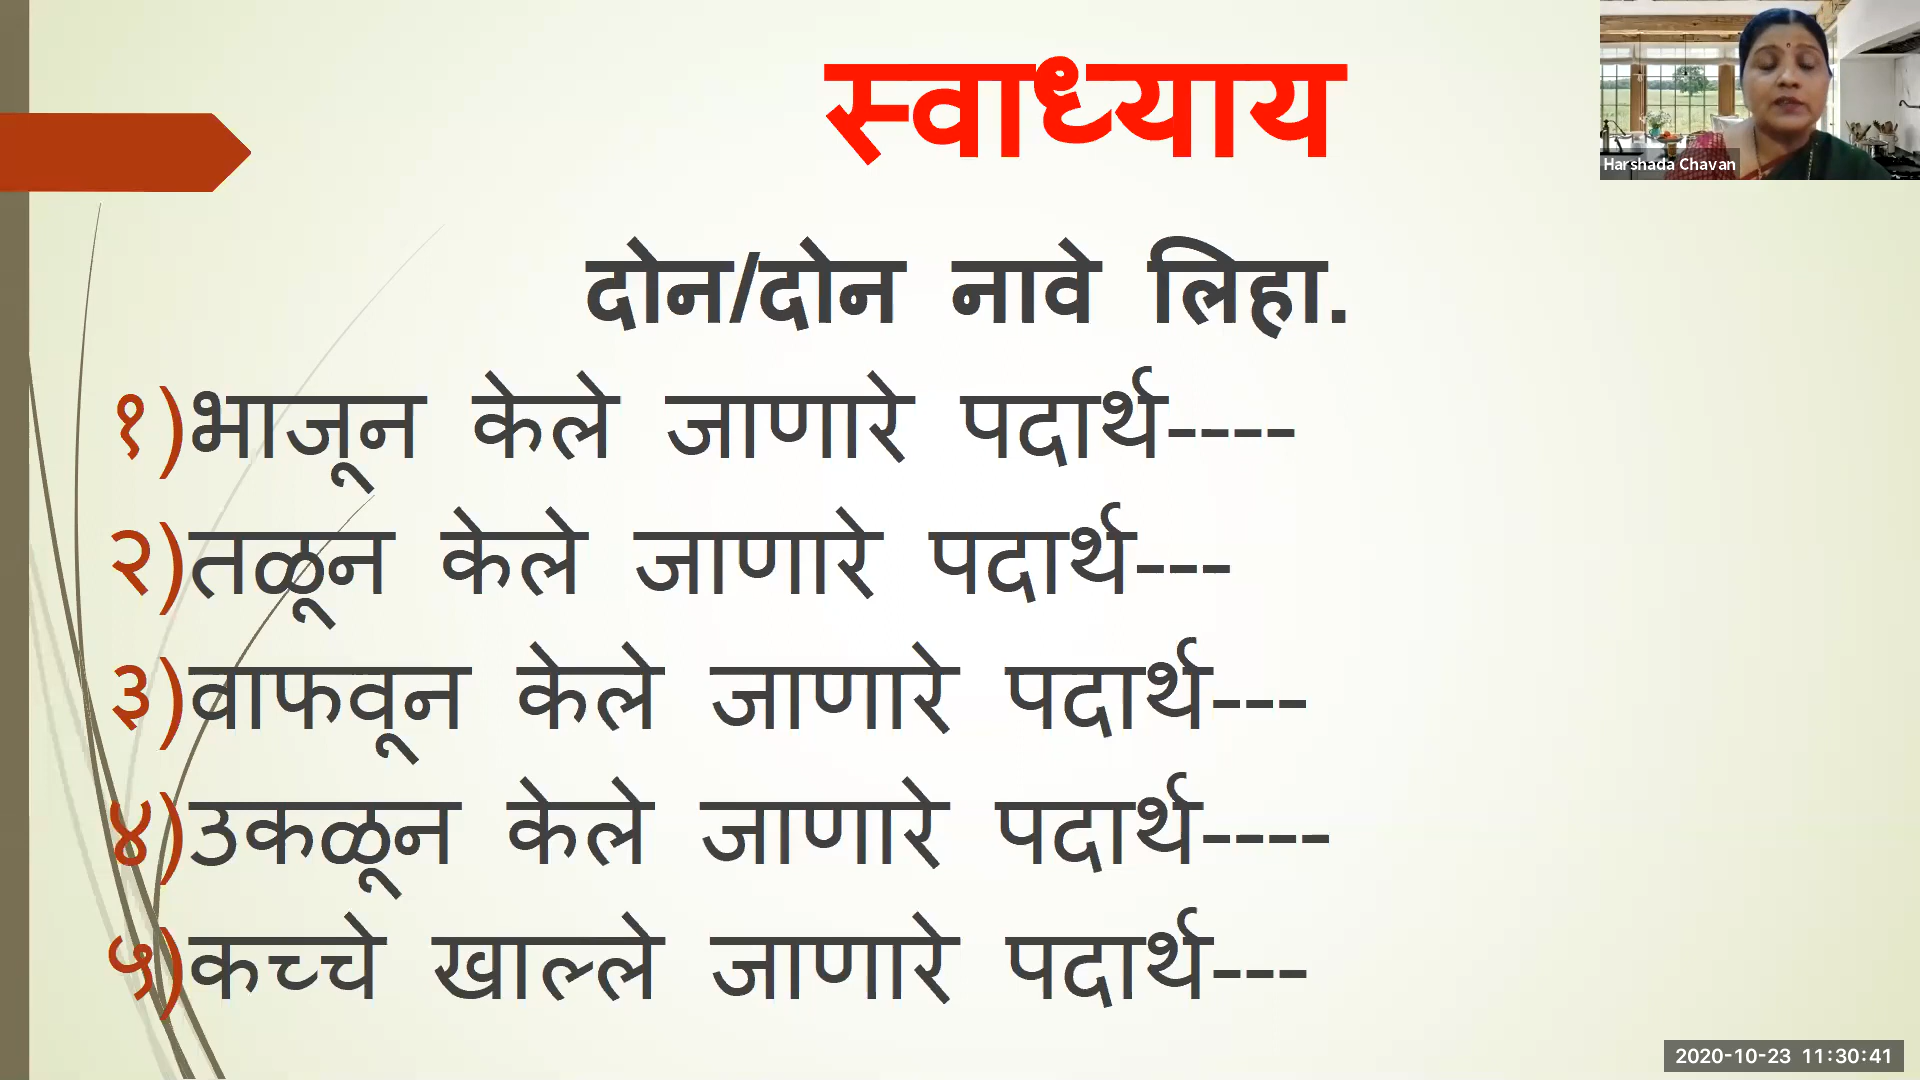 स्वाध्याय
Harshada Chavan
दोन/दोन नावे लिहा.
१)भाजून केले जाणारे पदार्थ----
२)तळून केले जाणारे पदार्थ---
३)वाफवून केले जाणारे पदार्थ---
४)उकळून केले जाणारे पदार्थ----
५)कच्चे खाल्ले जाणारे पदार्थ---
2020-10-23 11:30:41